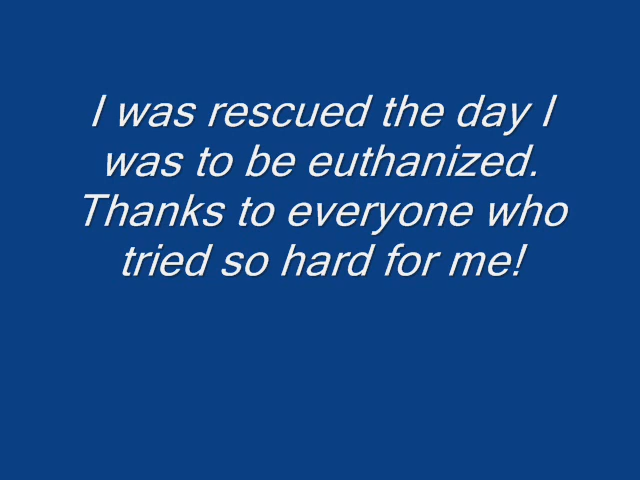 I was rescued the day I
was to be euthanized.
Thanks to everyone who
tried so hard for me!